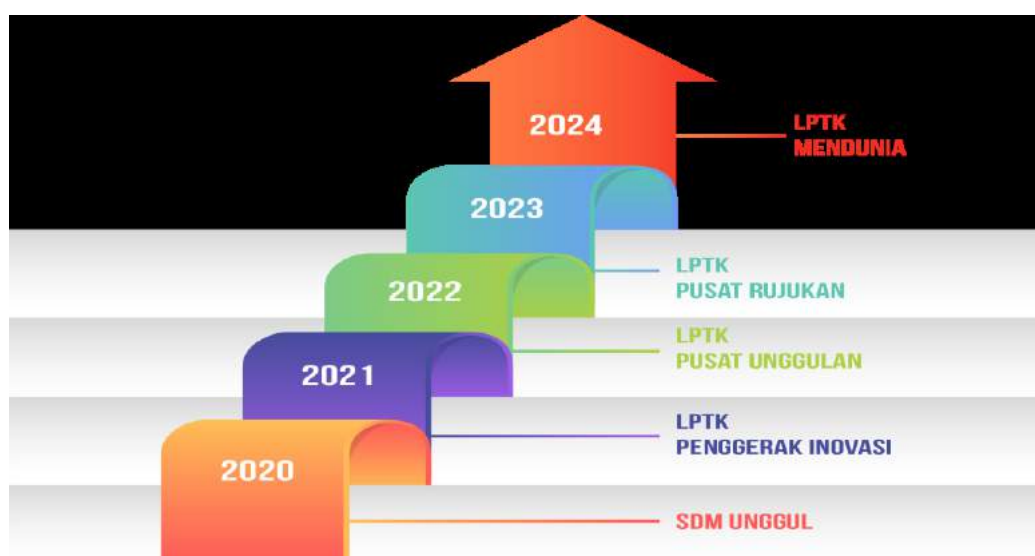 2024
LPTK
MENDUNIA
2023
LPTK
PUSAT RUJUKAN
2022
LPTK
PUSAT UNGGULAN
2021
LPTK
PENGGERAK INOVASI
2020
SDM UNGGUL